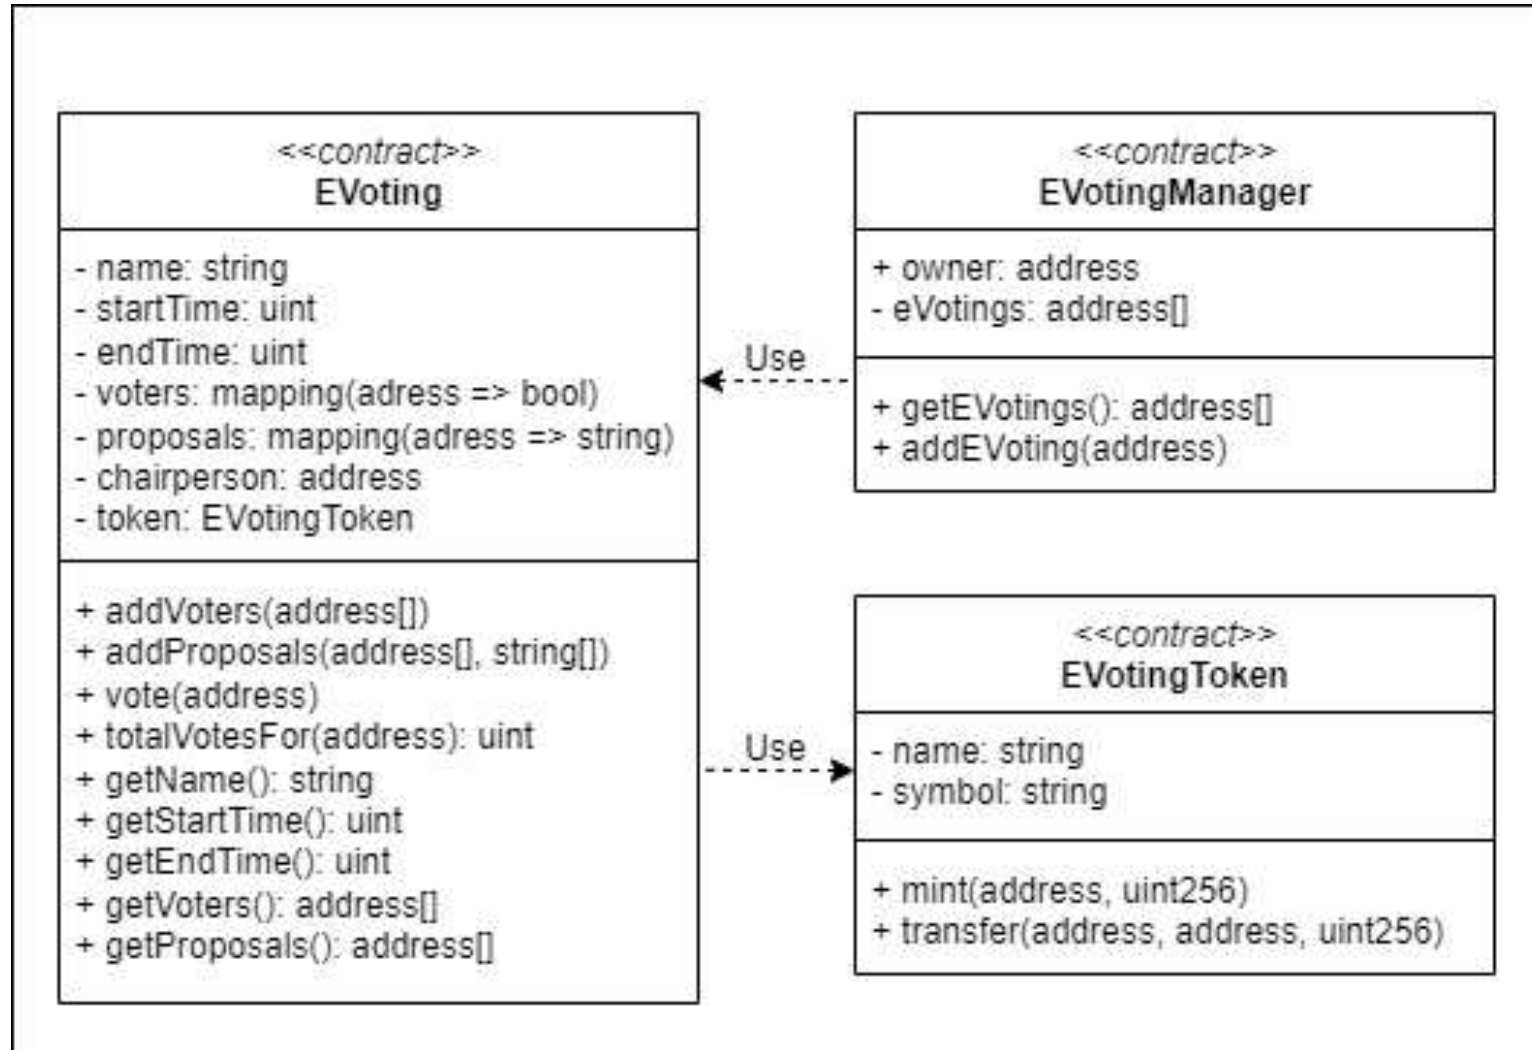 <<contract>>
EVoting
- name: string
- startTime: uint
- endTime: uint
- voters: mapping(adress => bool)
- proposals: mapping(adress => string)
- chairperson: address
- token: EVotingToken
+ addVoters(address[])
+ addProposals(address[], string[])
+ vote(address)
+ totalVotesFor(address): uint
+ getName(): string
+ getStartTime(): uint
+ getEndTime(): uint
+ getVoters(): address[]
+ getProposals(): address[]
Use
Use
<<contract>>
EVotingManager
+ owner: address
- eVotings: address[]
+ getEVotings(): address[]
+ addEVoting(address)
<<contract>>
EVotingToken
- name: string
- symbol: string
+ mint(address, uint256)
+ transfer(address, address, uint256)